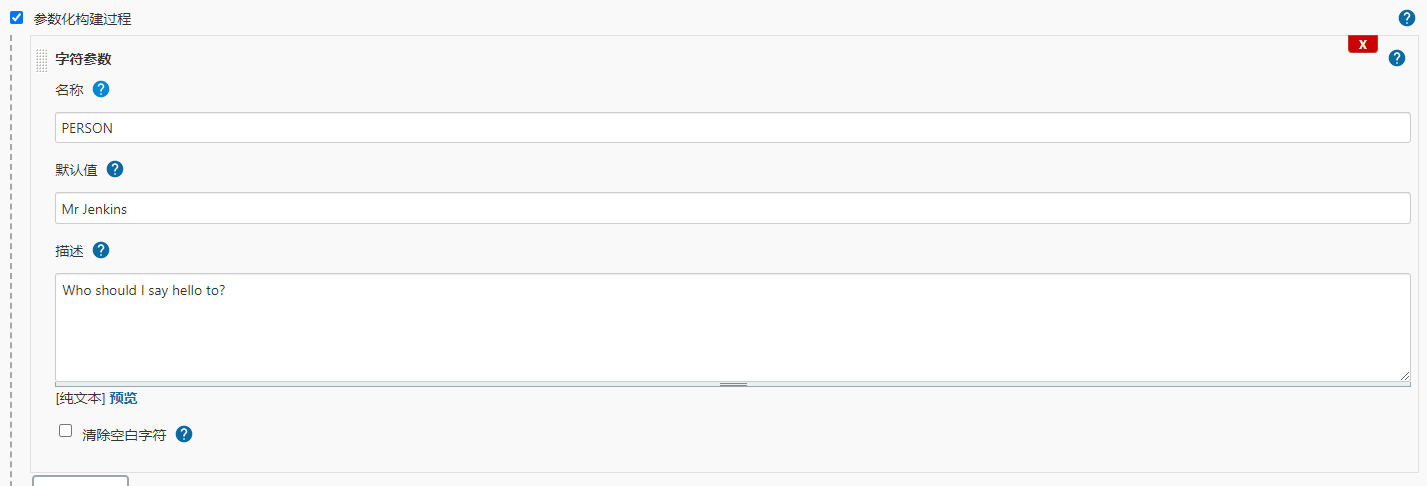 参数化构建过程
?
X
字符参数
?
名称 ?
PERSON
默认值 ?
Mr Jenkins
描述 ?
Who should I say hello to?
[纯文本] 预览
清除空白字符 ?